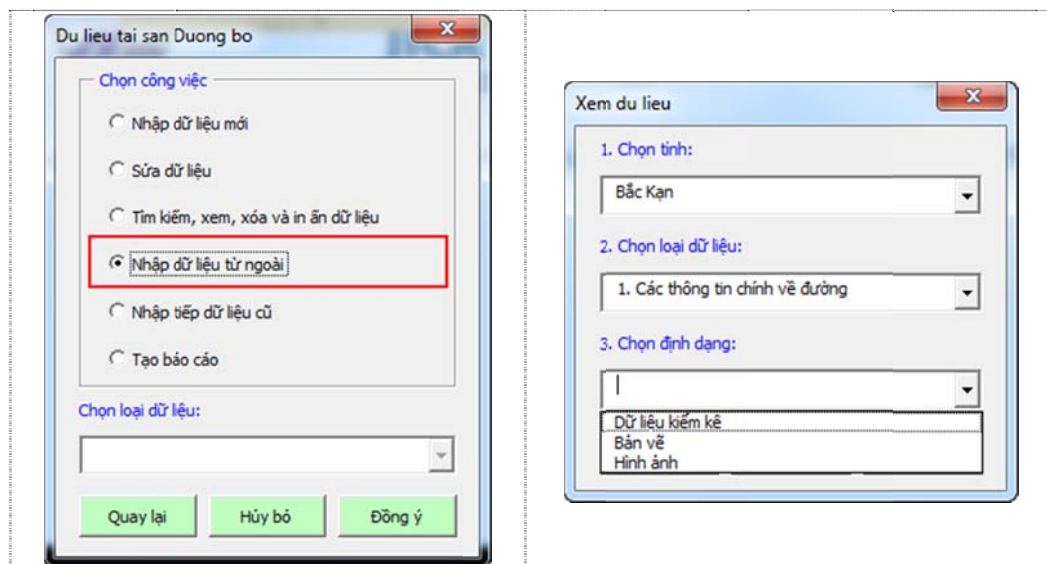 Du lieu tai san Duong bo
Chọn công việc
Nhập dữ liệu mới
Sửa dữ liệu
Tìm kiếm, xem, xóa và in ấn dữ liệu
Nhập dữ liệu từ ngoài
Nhập tiếp dữ liệu cũ
Tạo báo cáo
Chọn loại dữ liệu:
Quay lại Hủy bỏ Đồng ý
Xem du lieu
1. Chọn tỉnh:
Bắc Kạn
2. Chọn loại dữ liệu:
1. Các thông tin chính về đường
3. Chọn định dạng:
Dữ liệu kiểm kê
Bản vẽ
Hình ảnh